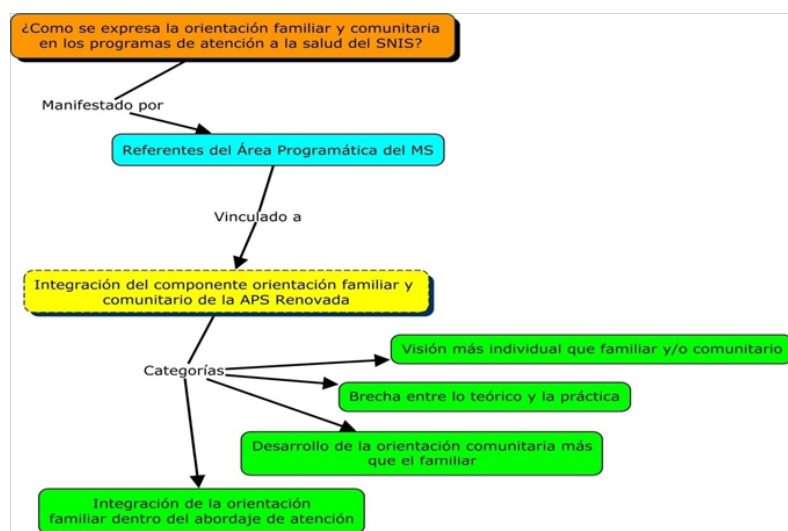 ¿Como se expresa la orientación familiar y comunitaria
en los programas de atención a la salud del SNIS?
Manifestado por
Referentes del Área Programática del MS
Vinculado a
Integración del componente orientación familiar y
comunitario de la APS Renovada
Categorías
Visión más individual que familiar y/o comunitario
Brecha entre lo teórico y la práctica
Desarrollo de la orientación comunitaria más
que el familiar
Integración de la orientación
familiar dentro del abordaje de atención